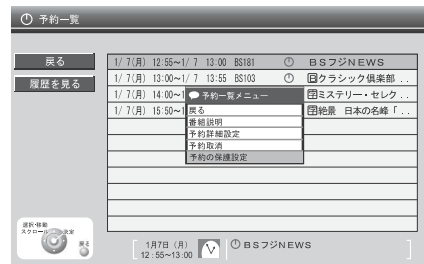 予約一覧
戻る
履歴を見る
1/ 7(月) 12:55~1/ 7 13:00 BS181 BSフジNEWS
1/ 7(月) 13:00~1/ 7 13:55 BS103 回クラシック倶楽部 ..
1/ 7(月) 14:00~1 字ミステリー・セレク ..
1/ 7(月) 15:50~1 字絶景 日本の名峰「 ..
予約一覧メニュー
戻る
番組説明
予約詳細設定
予約取消
予約の保護設定
選択・移動
スクロール 決定
戻る
1月7日 (月)
12:55~13:00
BSフジNEWS